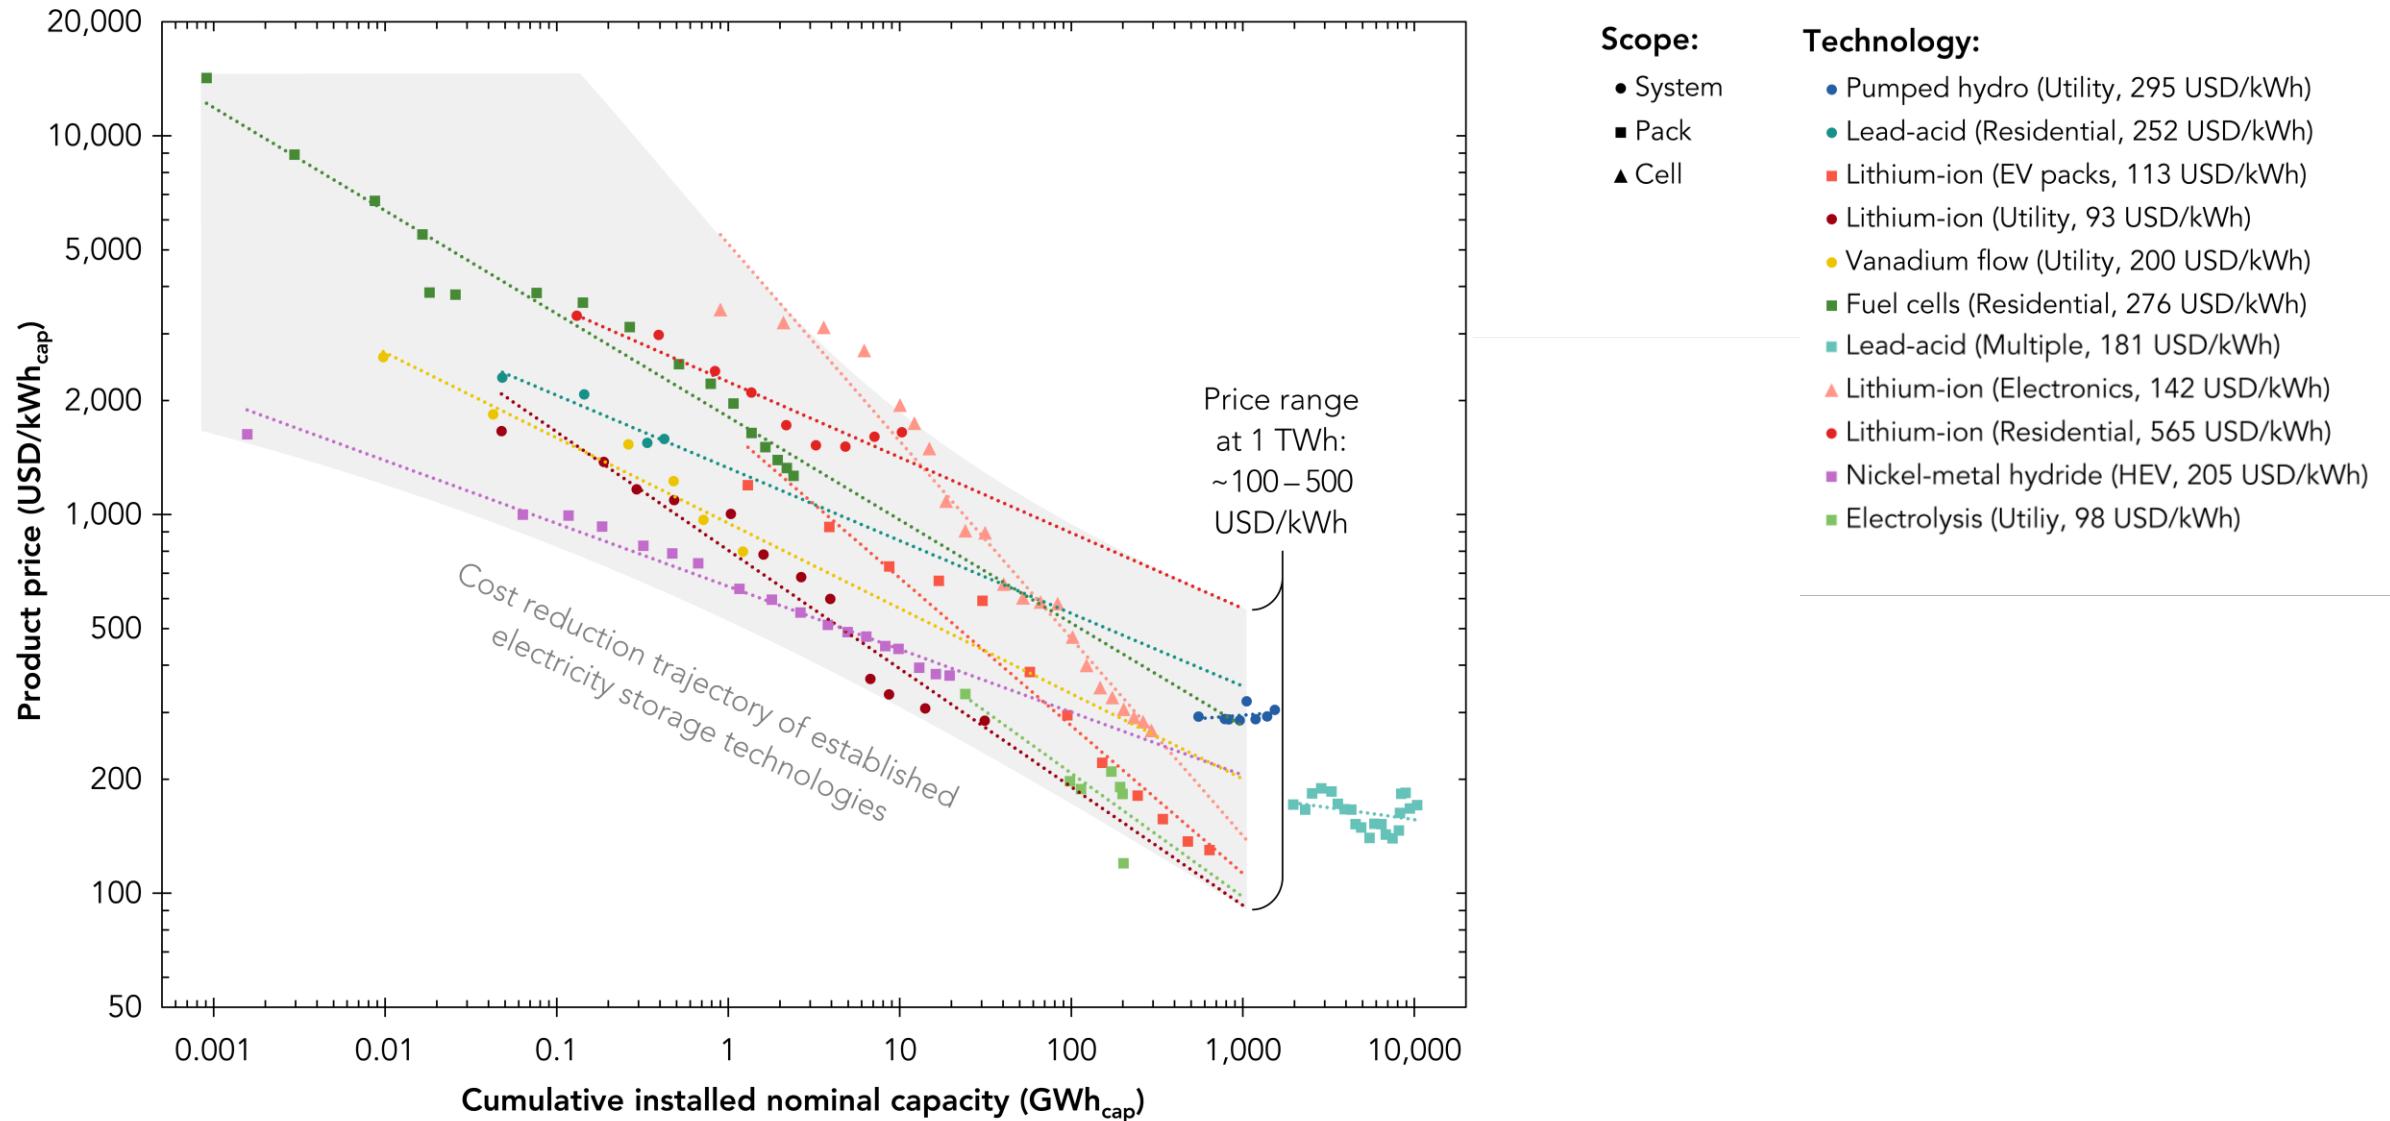 20,000
10,000
5,000
2,000
1,000
500
200
100
50
Product price (USD/kWhcap)
0.001
0.01
0.1
1
10
100
1,000
10,000
Cumulative installed nominal capacity (GWhcap)
Cost reduction trajectory of established
electricity storage technologies
Price range
at 1 TWh:
~100–500
USD/kWh
Scope:
System
Pack
Cell
Technology:
Pumped hydro (Utility, 295 USD/kWh)
Lead-acid (Residential, 252 USD/kWh)
Lithium-ion (EV packs, 113 USD/kWh)
Lithium-ion (Utility, 93 USD/kWh)
Vanadium flow (Utility, 200 USD/kWh)
Fuel cells (Residential, 276 USD/kWh)
Lead-acid (Multiple, 181 USD/kWh)
Lithium-ion (Electronics, 142 USD/kWh)
Lithium-ion (Residential, 565 USD/kWh)
Nickel-metal hydride (HEV, 205 USD/kWh)
Electrolysis (Utiliy, 98 USD/kWh)